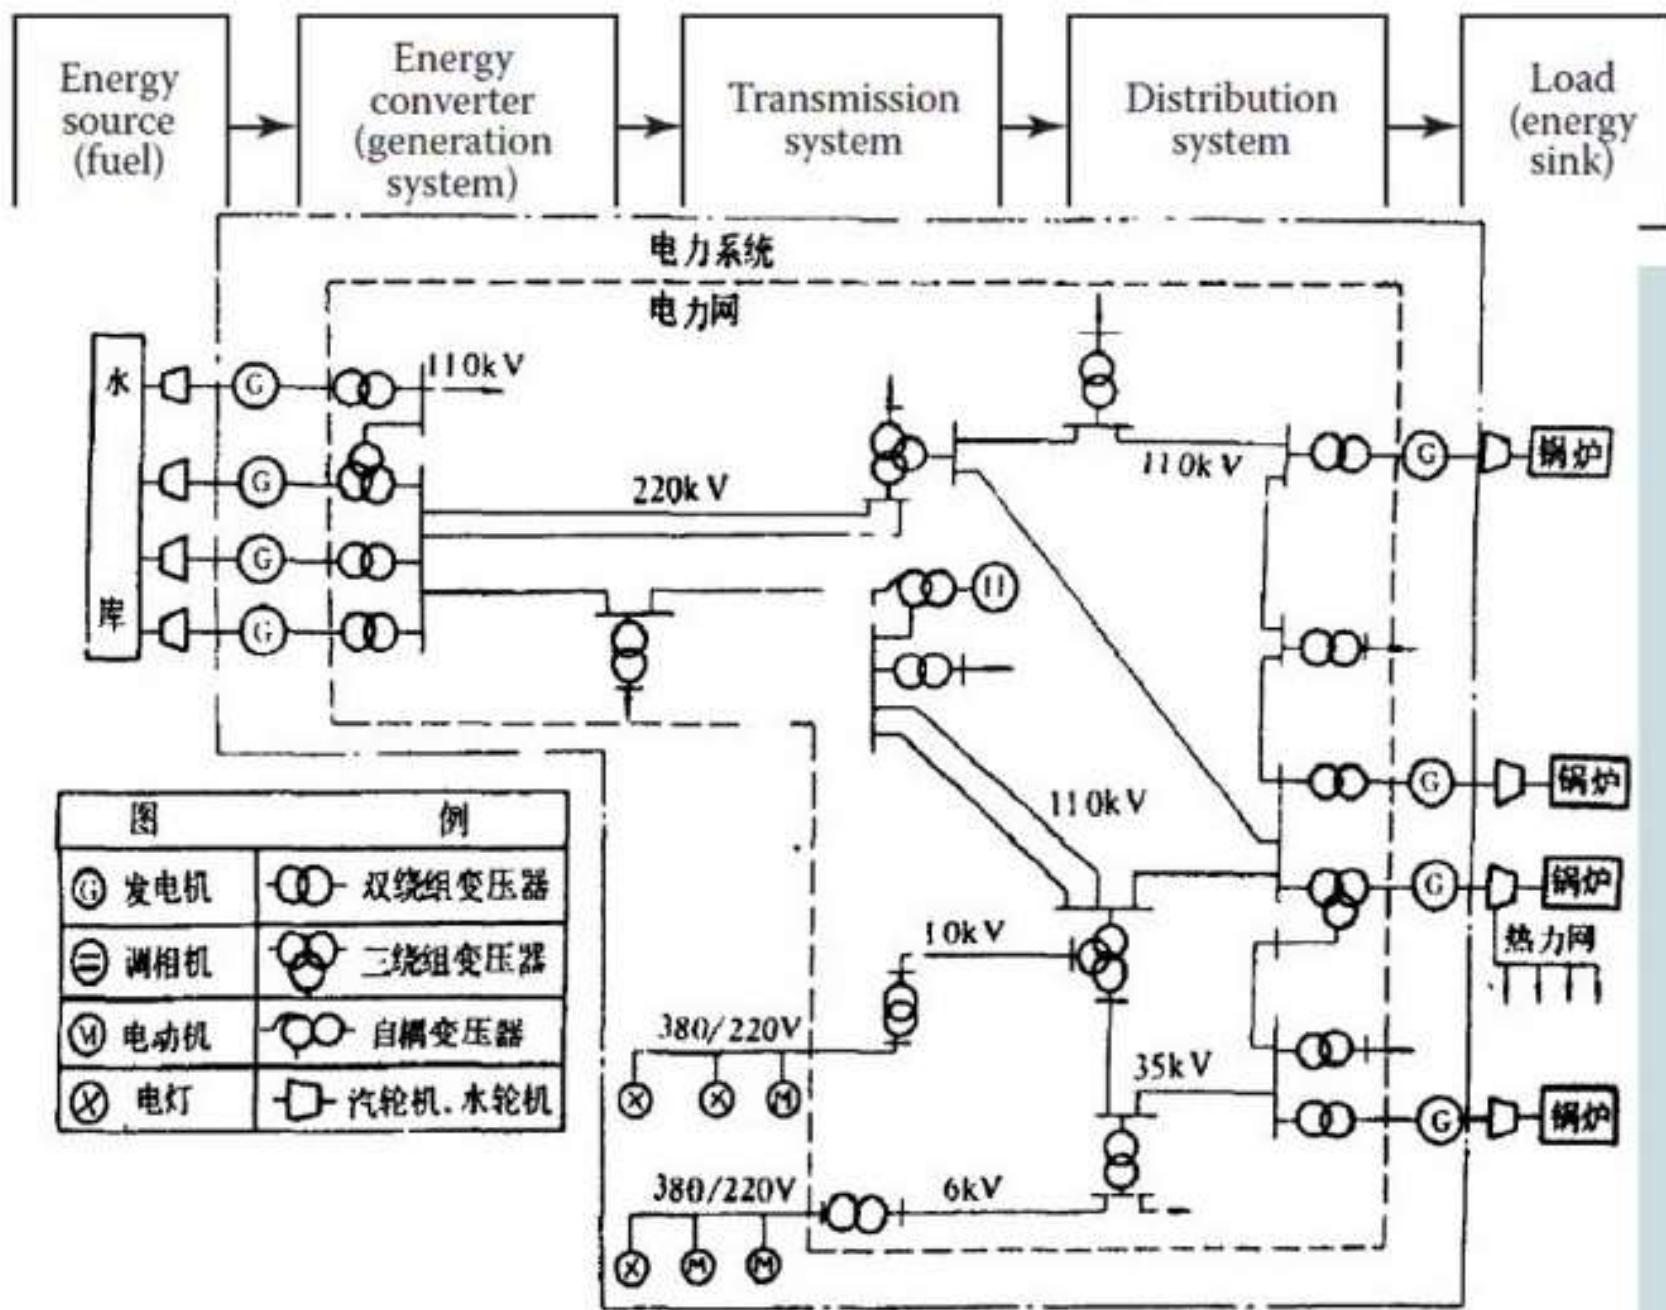 Energy
source
(fuel)
Energy
converter
(generation
system)
Transmission
system
Distribution
system
Load
(energy
sink)
电力系统
电力网
水
库
G
G
G
G
110kV
220kV
110kV
G
锅炉
G
锅炉
G
锅炉
热力网
110kV
10kV
380/220V
M
35kV
G
锅炉
380/220V
6kV
M
M
图 例
G 发电机 双绕组变压器
调相机 三绕组变压器
M 电动机 自耦变压器
电灯 汽轮机、水轮机